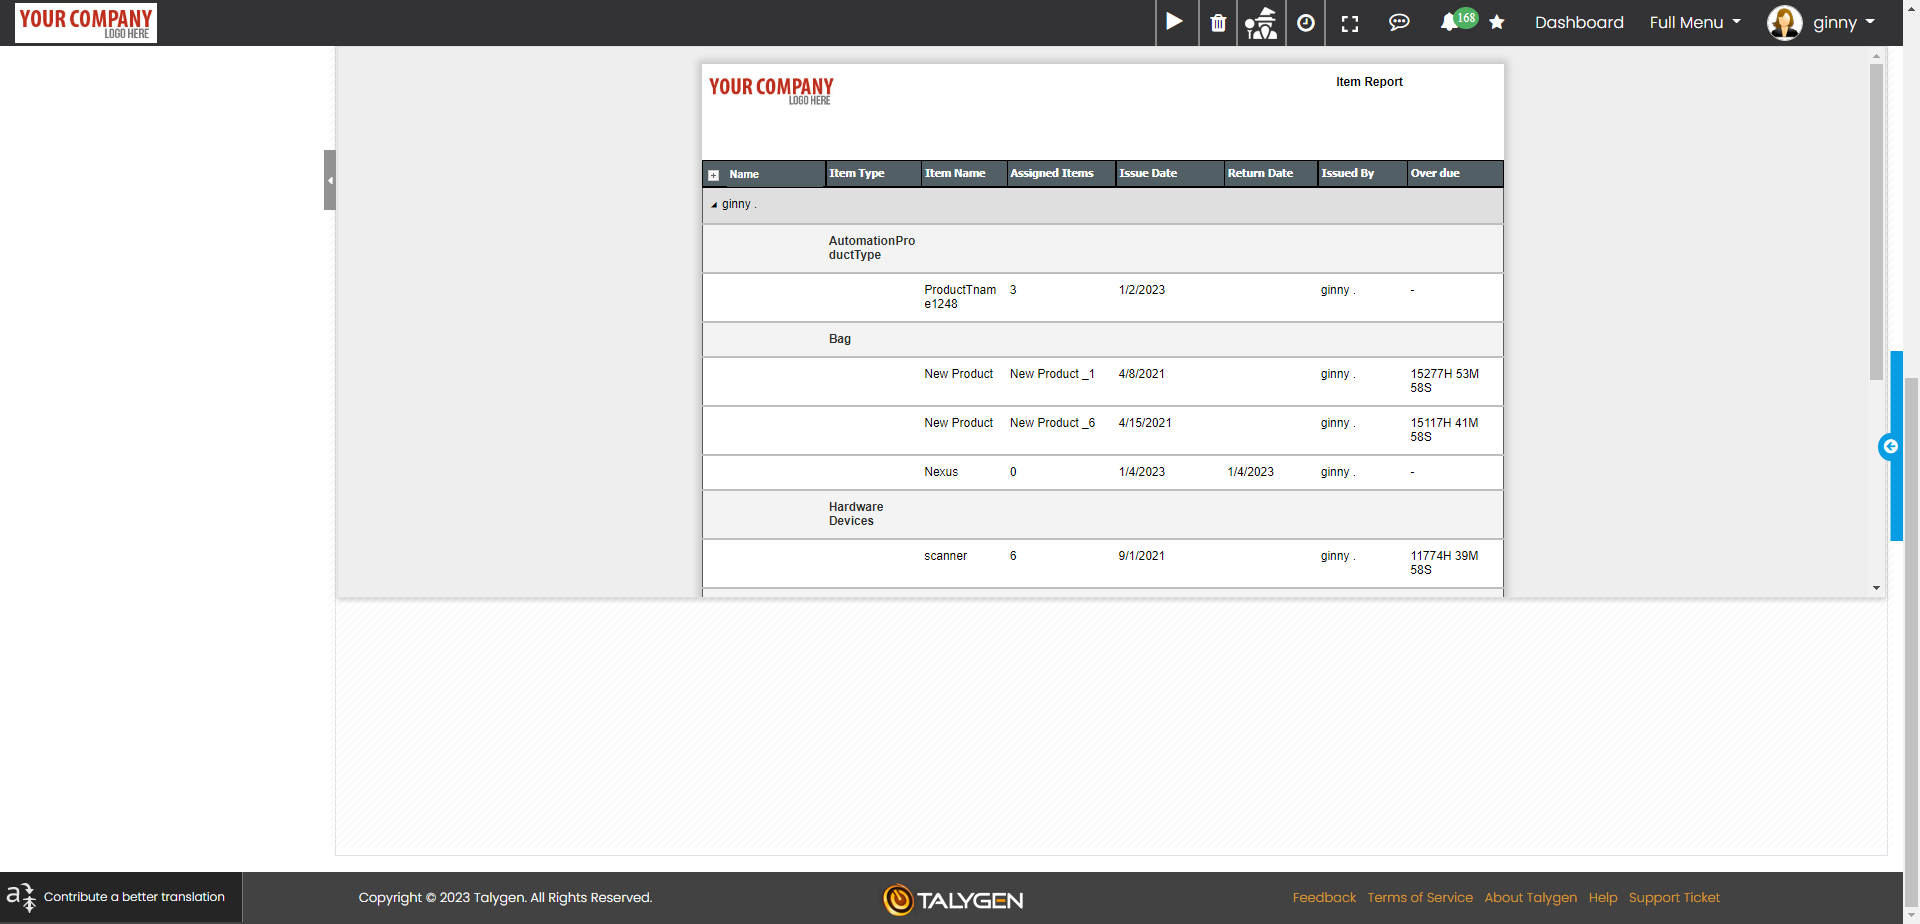 YOUR COMPANY
LOGO HERE
168
Dashboard
Full Menu
ginny
YOUR COMPANY
LOGO HERE
Item Report
Name Item Type Item Name Assigned Items Issue Date Return Date Issued By Over due
ginny .
AutomationPro
ductType
ProductTnam 3 1/2/2023 ginny . -
e1248
Bag
New Product New Product _1 4/8/2021 ginny . 15277H 53M
58S
New Product New Product _6 4/15/2021 ginny . 15117H 41M
58S
Nexus 0 1/4/2023 1/4/2023 ginny . -
Hardware
Devices
scanner 6 9/1/2021 ginny . 11774H 39M
58S
Contribute a better translation
Copyright © 2023 Talygen. All Rights Reserved.
TALYGEN
Feedback Terms of Service About Talygen Help Support Ticket